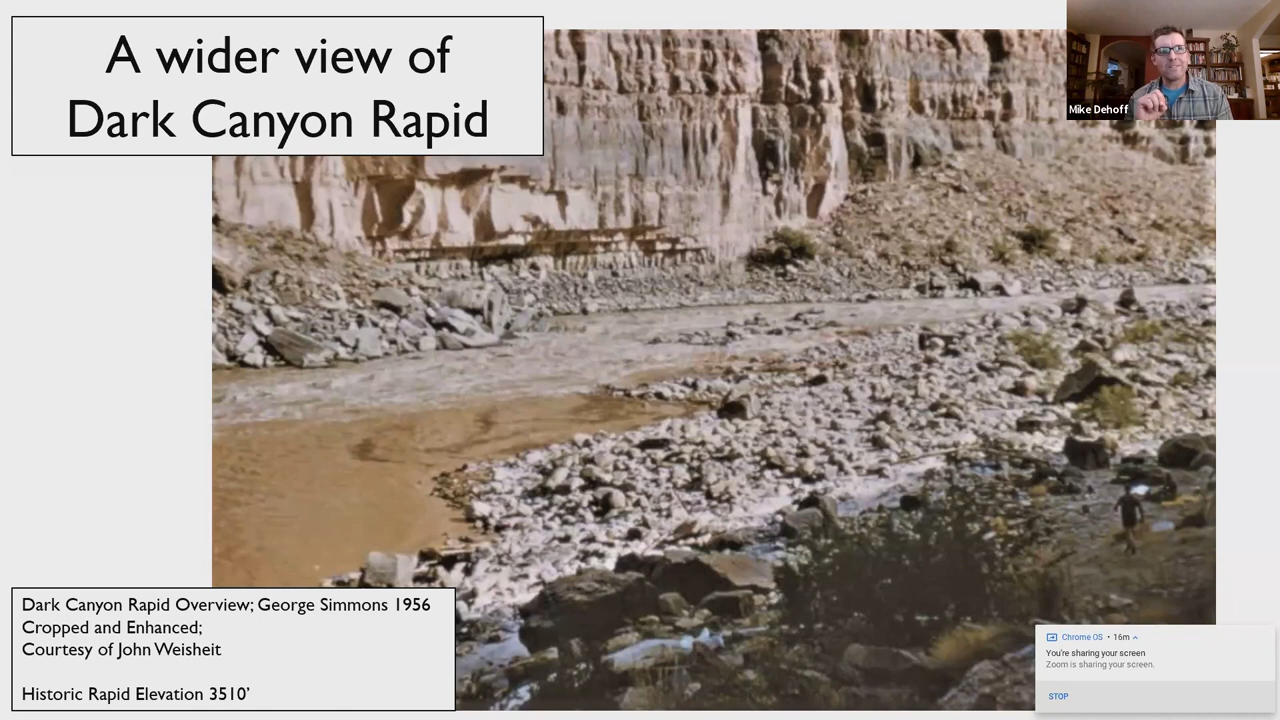 A wider view of
Dark Canyon Rapid
Mike Dehoff
Dark Canyon Rapid Overview; George Simmons 1956
Cropped and Enhanced;
Courtesy of John Weisheit
Historic Rapid Elevation 3510’
Chrome OS • 16m
You're sharing your screen
Zoom is sharing your screen.
STOP